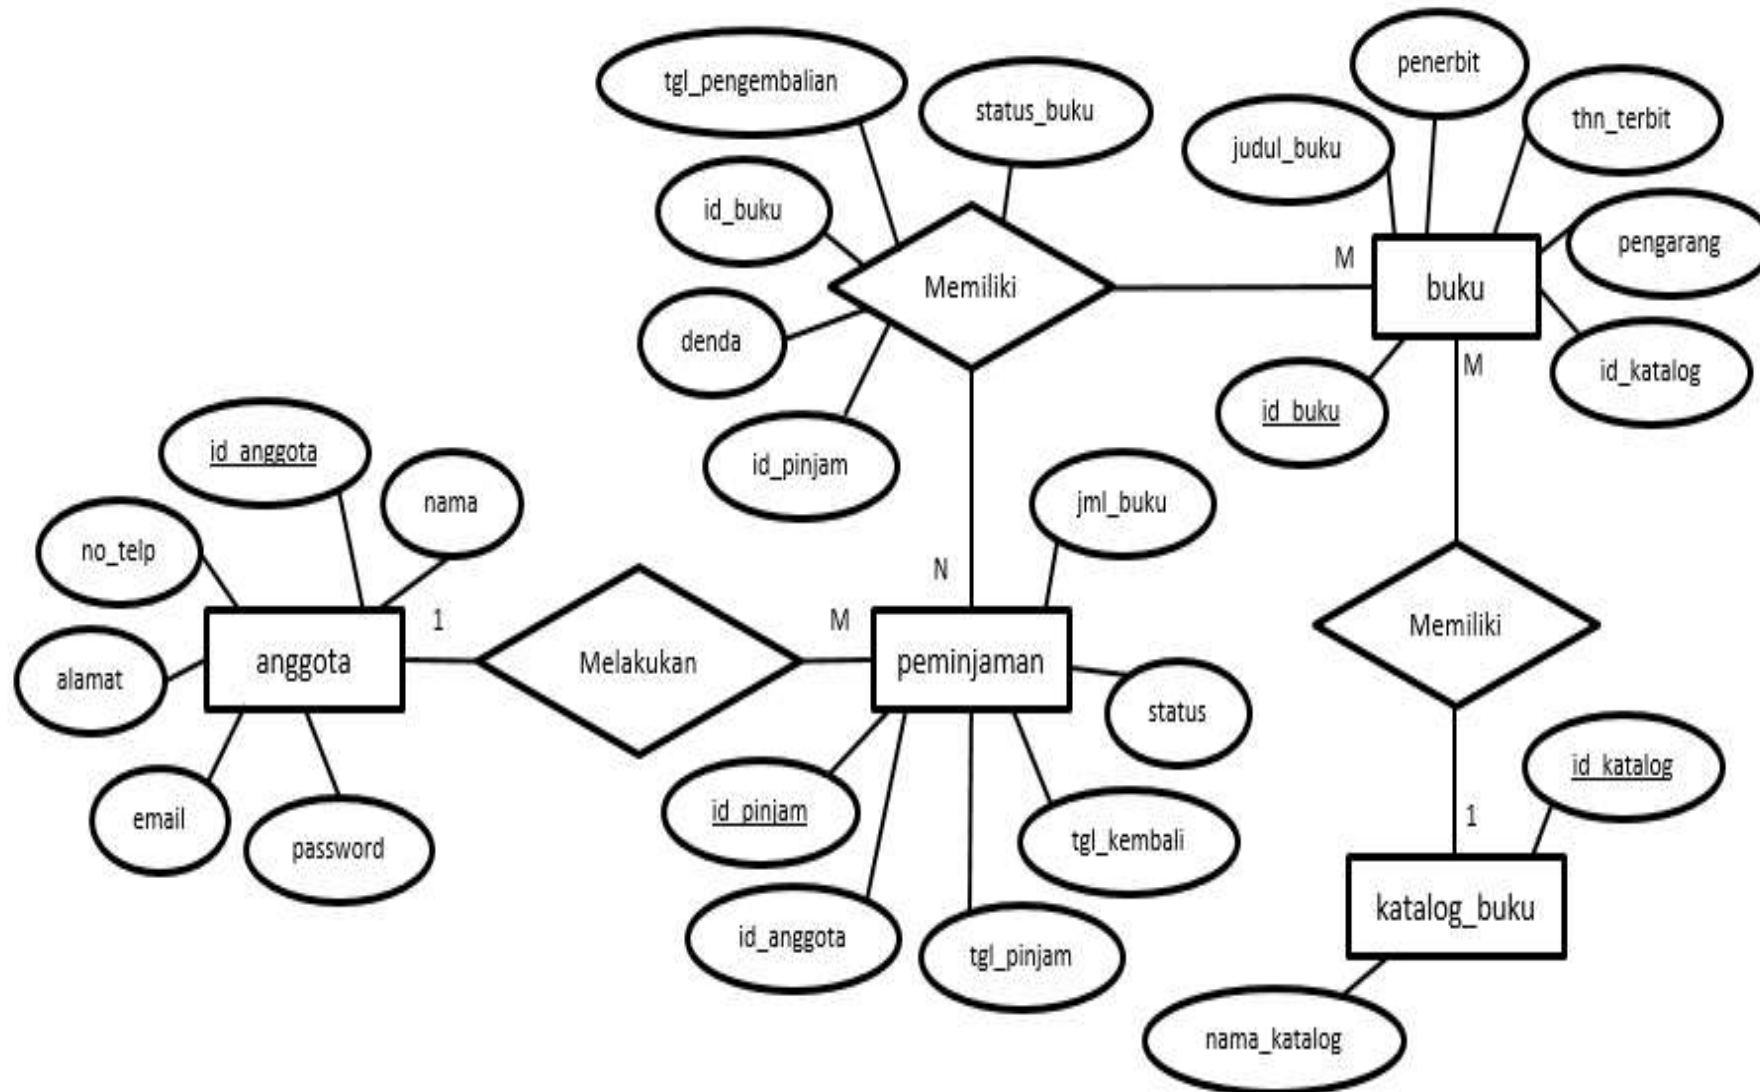 penerbit
tgl_pengembalian
status_buku
thn_terbit
judul_buku
id_buku
pengarang
Memiliki
M
buku
denda
M
id_katalog
id_buku
id_anggota
id_pinjam
nama
jml_buku
no_telp
N
1
M
Memiliki
anggota
Melakukan
peminjaman
alamat
status
id_katalog
id_pinjam
email
1
tgl_kembali
password
katalog_buku
id_anggota
tgl_pinjam
nama_katalog